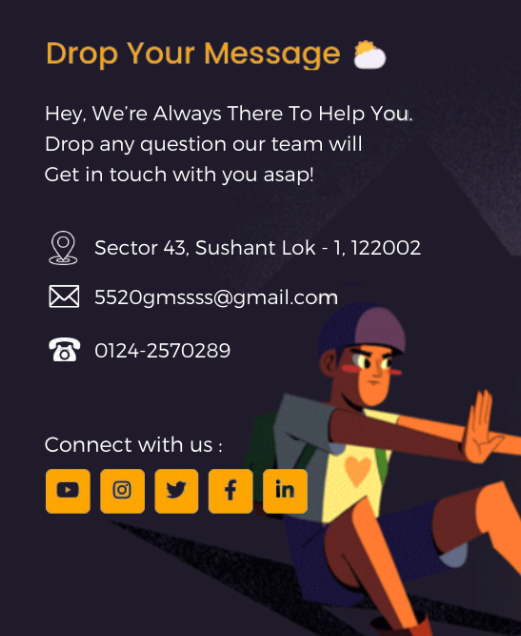 Drop Your Message
Hey, We're Always There To Help You.
Drop any question our team will
Get in touch with you asap!
Sector 43, Sushant Lok - 1, 122002
5520gmssss@gmail.com
0124-2570289
Connect with us :
in